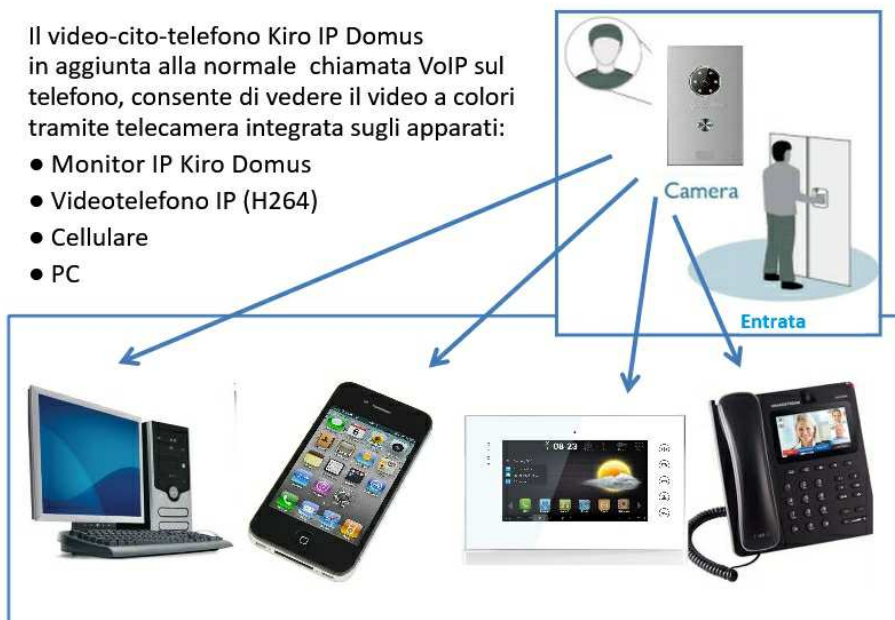 Il video-cito-telefono Kiro IP Domus
in aggiunta alla normale chiamata VoIP sul
telefono, consente di vedere il video a colori
tramite telecamera integrata sugli apparati:
● Monitor IP Kiro Domus
● Videotelefono IP (H264)
● Cellulare
● PC
Camera
Entrata
08:23